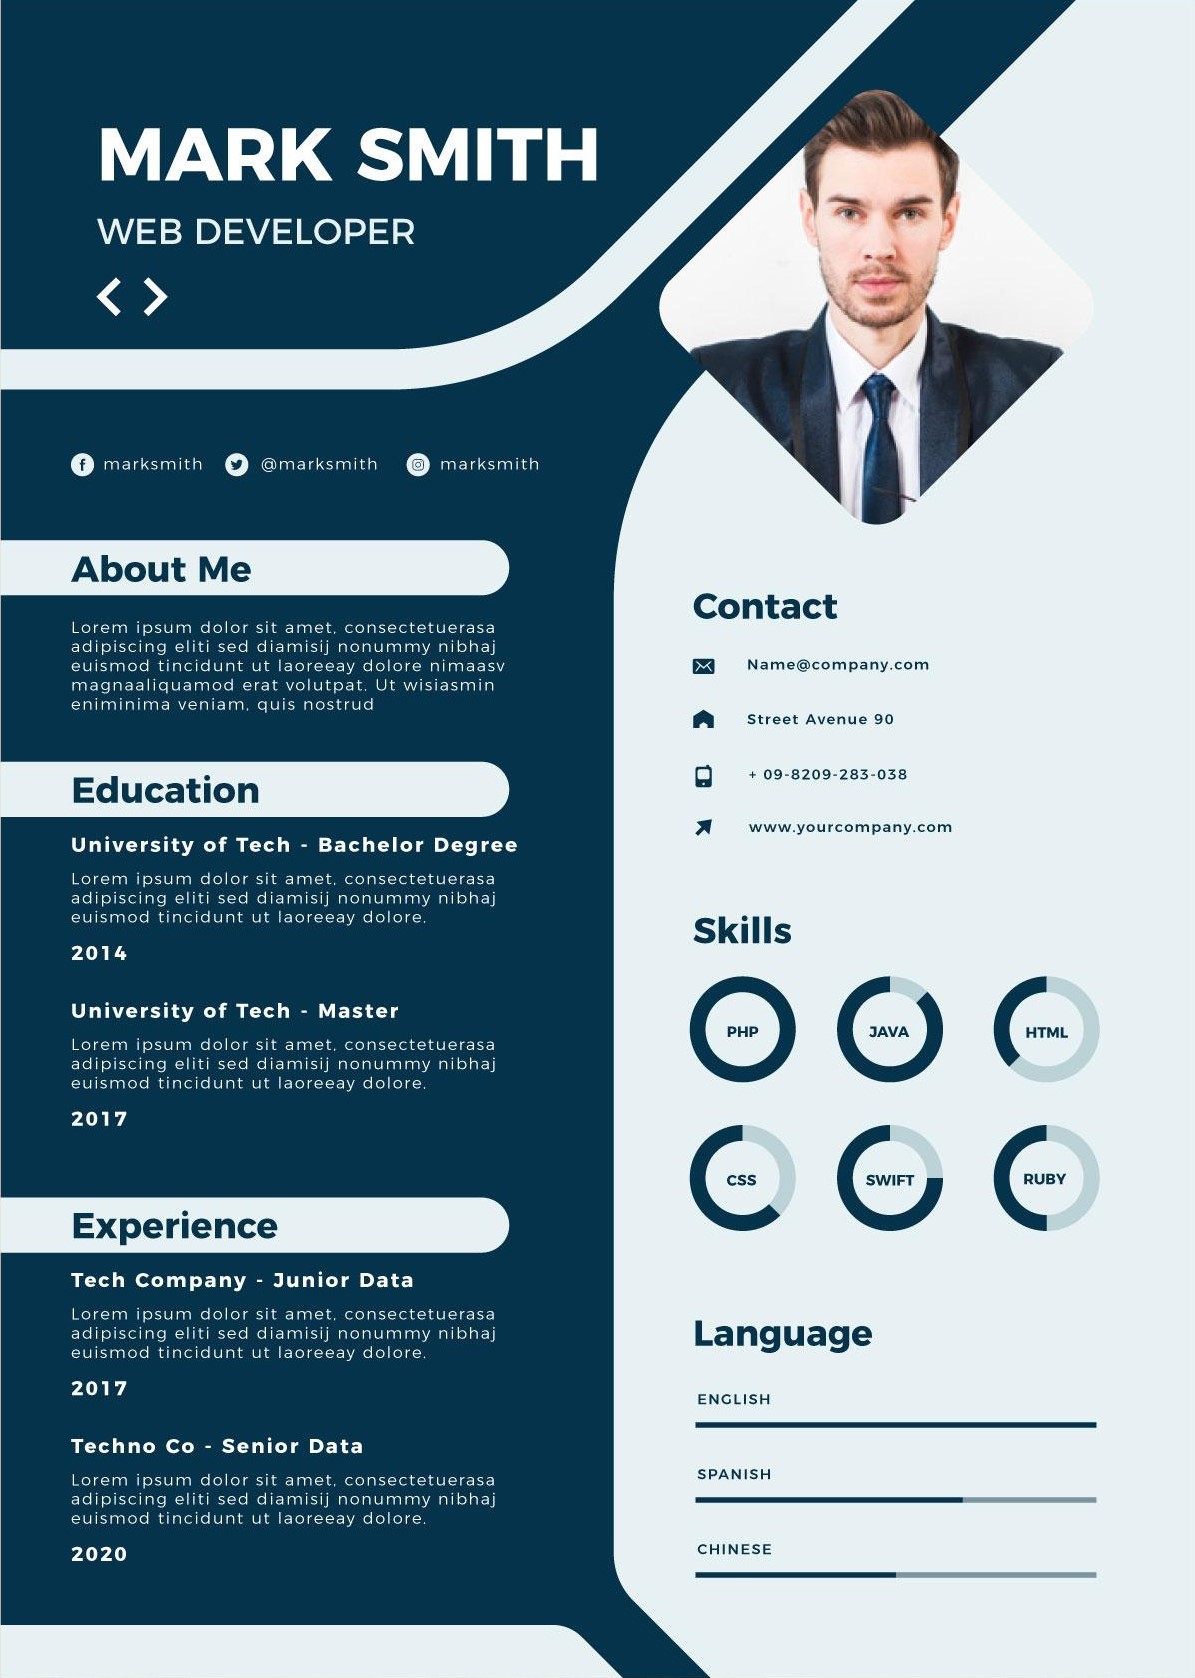 MARK SMITH
WEB DEVELOPER
marksmith @marksmith marksmith
About Me
Lorem ipsum dolor sit amet, consectetuerasa
adipiscing eliti sed diamisij nonummy nibhaj
euismod tincidunt ut laoreeay dolore nimaasv
magnaaliquamod erat volutpat. Ut wisiasmin
eniminima veniam, quis nostrud
Education
University of Tech - Bachelor Degree
Lorem ipsum dolor sit amet, consectetuerasa
adipiscing eliti sed diamisij nonummy nibhaj
euismod tincidunt ut laoreeay dolore.
2014
University of Tech - Master
Lorem ipsum dolor sit amet, consectetuerasa
adipiscing eliti sed diamisij nonummy nibhaj
euismod tincidunt ut laoreeay dolore.
2017
Experience
Tech Company - Junior Data
Lorem ipsum dolor sit amet, consectetuerasa
adipiscing eliti sed diamisij nonummy nibhaj
euismod tincidunt ut laoreeay dolore.
2017
Techno Co - Senior Data
Lorem ipsum dolor sit amet, consectetuerasa
adipiscing eliti sed diamisij nonummy nibhaj
euismod tincidunt ut laoreeay dolore.
2020
Contact
Name@company.com
Street Avenue 90
+ 09-8209-283-038
www.yourcompany.com
Skills
PHP JAVA HTML
CSS SWIFT RUBY
Language
ENGLISH
SPANISH
CHINESE